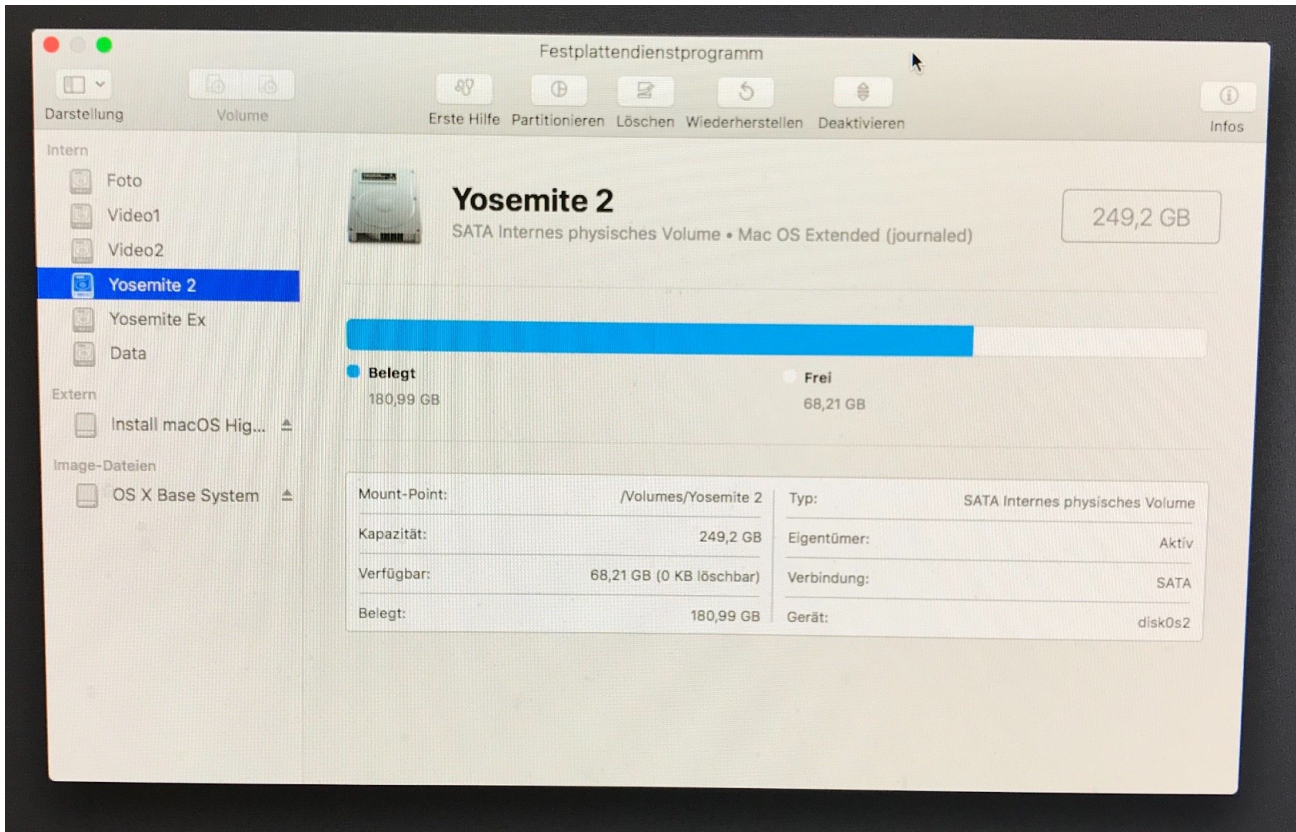 Festplattendienstprogramm
Darstellung
Volume
Erste Hilfe
Partitionieren
Löschen
Wiederherstellen
Deaktivieren
Infos
Intern
Foto
Video1
Video2
Yosemite 2
Yosemite Ex
Data
Extern
Install macOS Hig...
Image-Dateien
OS X Base System
Yosemite 2
SATA Internes physisches Volume • Mac OS Extended (journaled)
249,2 GB
Belegt
180,99 GB
Frei
68,21 GB
Mount-Point: /Volumes/Yosemite 2
Kapazität: 249,2 GB
Verfügbar: 68,21 GB (0 KB löschbar)
Belegt: 180,99 GB
Typ: SATA Internes physisches Volume
Eigentümer: Aktiv
Verbindung: SATA
Gerät: disk0s2